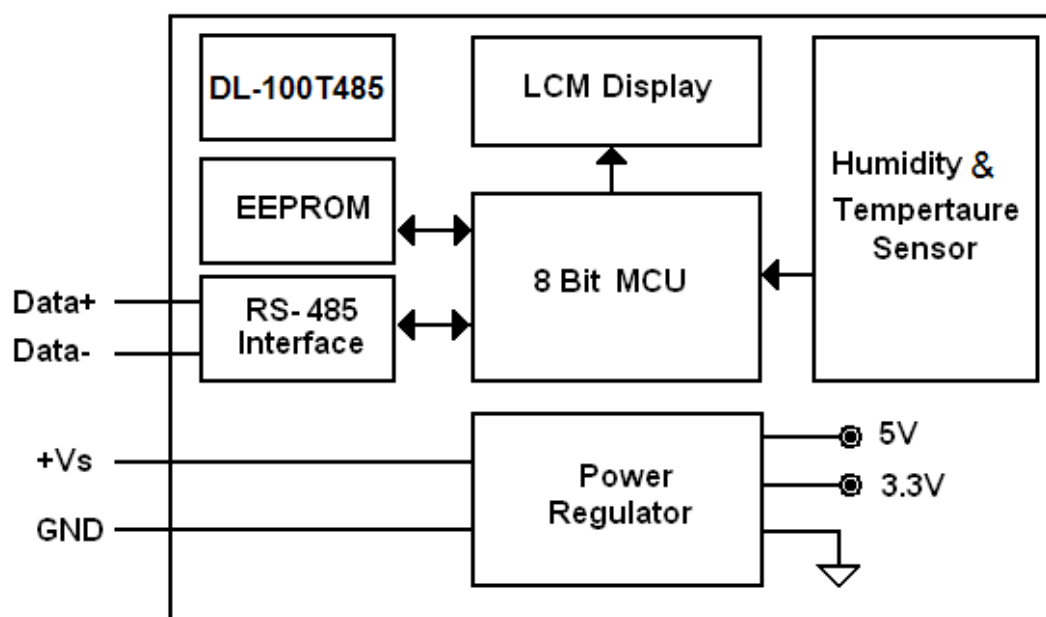 DL-100T485
LCM Display
Humidity &
Tempertaure
Sensor
EEPROM
8 Bit MCU
Data+
Data-
RS- 485
Interface
+Vs
GND
Power
Regulator
5V
3.3V